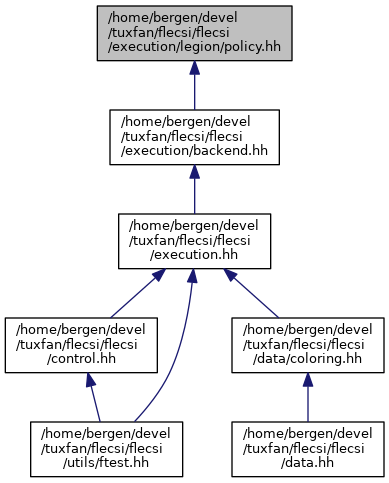 /home/bergen/devel
/tuxfan/flecsi/flecsi
/execution/legion/policy.hh
/home/bergen/devel
/tuxfan/flecsi/flecsi
/execution/backend.hh
/home/bergen/devel
/tuxfan/flecsi/flecsi
/execution.hh
/home/bergen/devel
/tuxfan/flecsi/flecsi
/control.hh
/home/bergen/devel
/tuxfan/flecsi/flecsi
/data/coloring.hh
/home/bergen/devel
/tuxfan/flecsi/flecsi
/utils/ftest.hh
/home/bergen/devel
/tuxfan/flecsi/flecsi
/data.hh